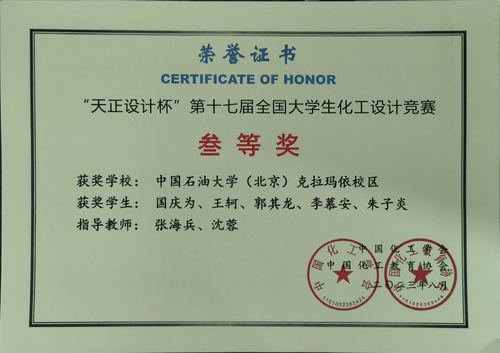 荣誉证书
CERTIFICATE OF HONOR
“天正设计杯”第十七届全国大学生化工设计竞赛
叁等奖
获奖学校：中国石油大学（北京）克拉玛依校区
获奖学生：国庆为、王轲、郭其龙、李慕安、朱子炎
指导教师：张海兵、沈蓉
中国化工学会
中国化工教育协会
二〇二三年八月